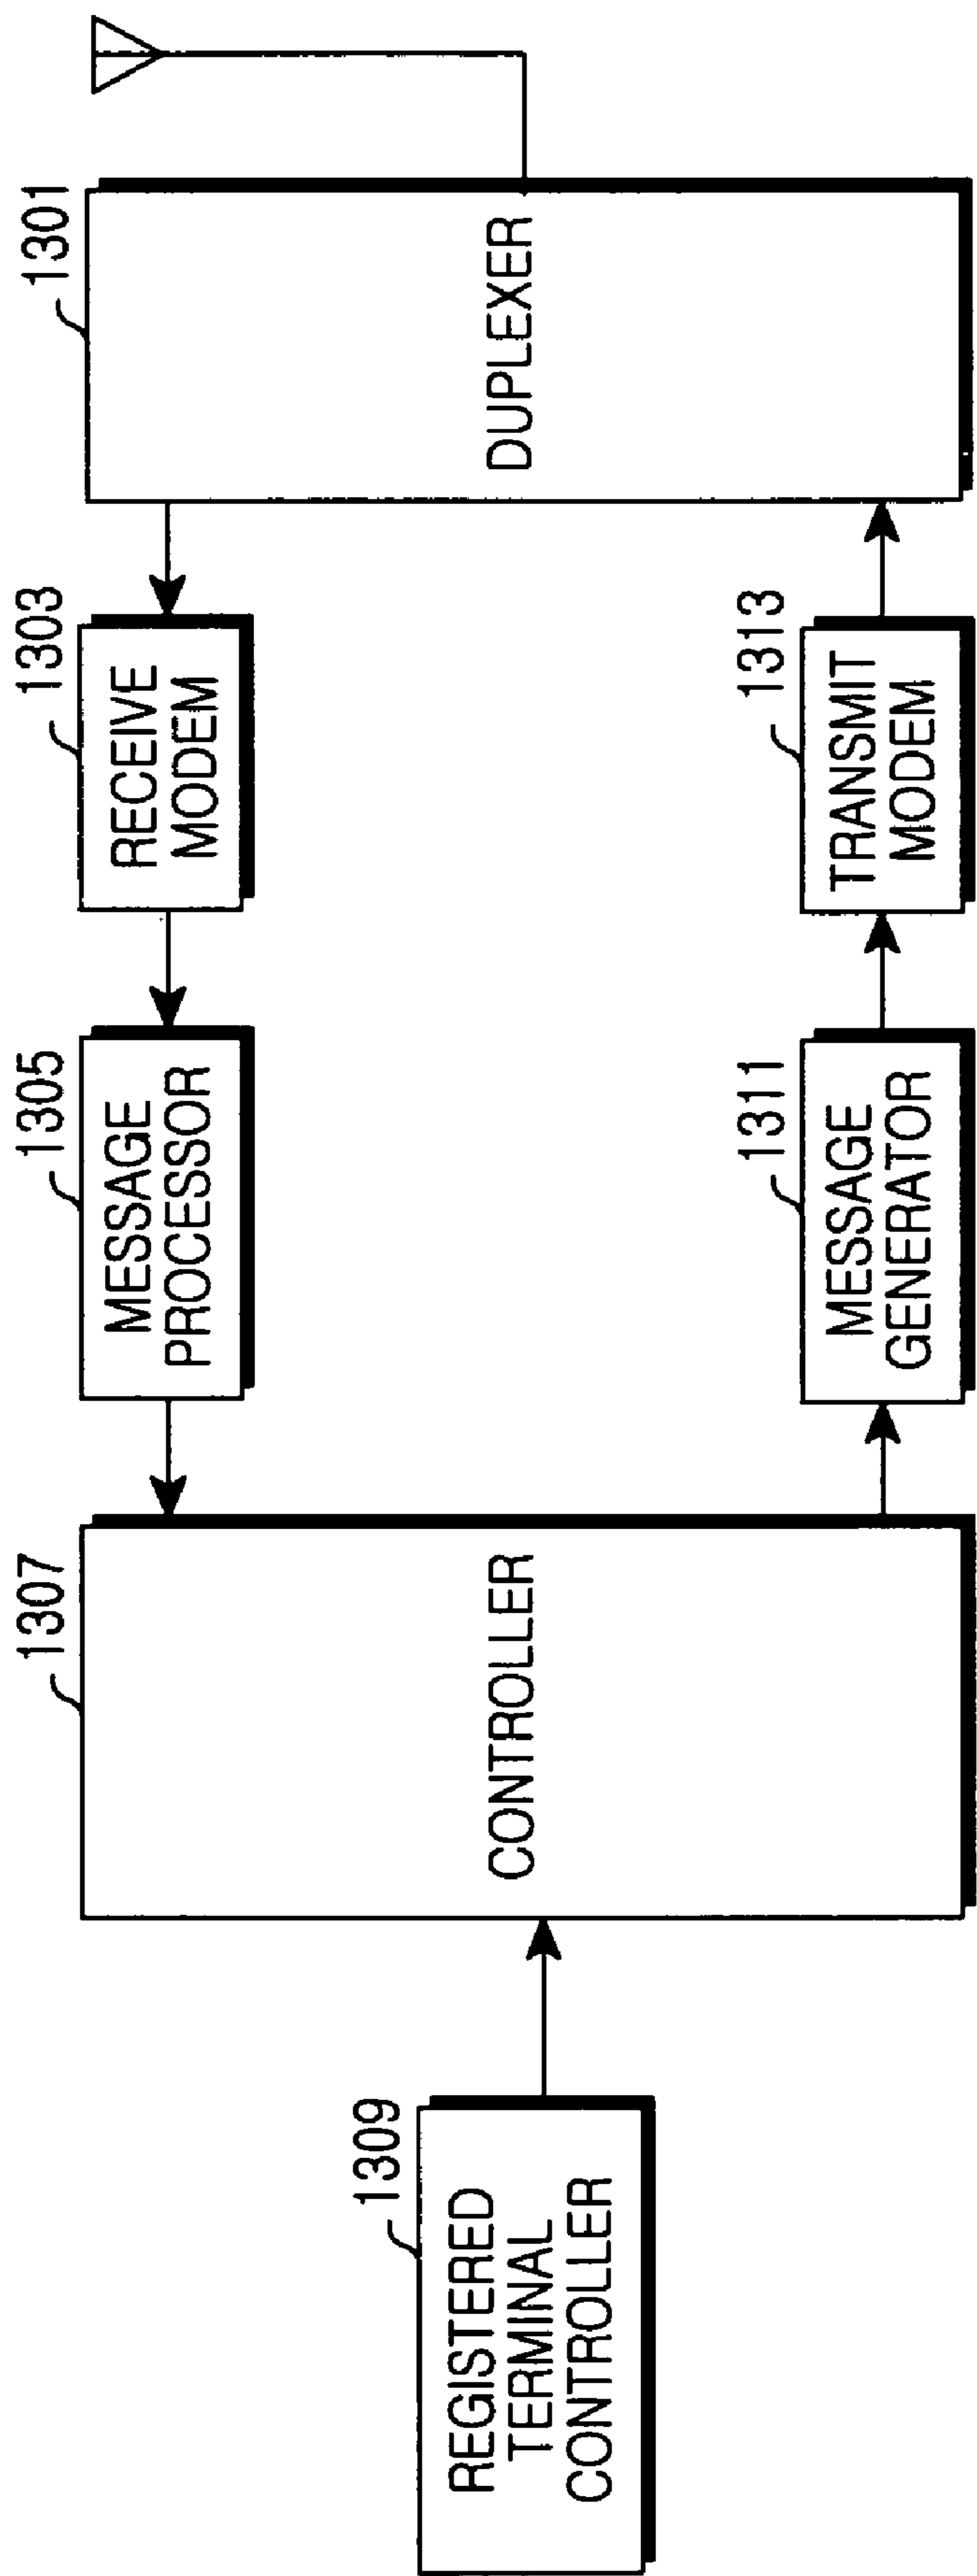 1309
REGISTERED
TERMINAL
CONTROLLER
1307
CONTROLLER
1305
MESSAGE
PROCESSOR
1303
RECEIVE
MODEM
1301
DUPLEXER
1311
MESSAGE
GENERATOR
1313
TRANSMIT
MODEM